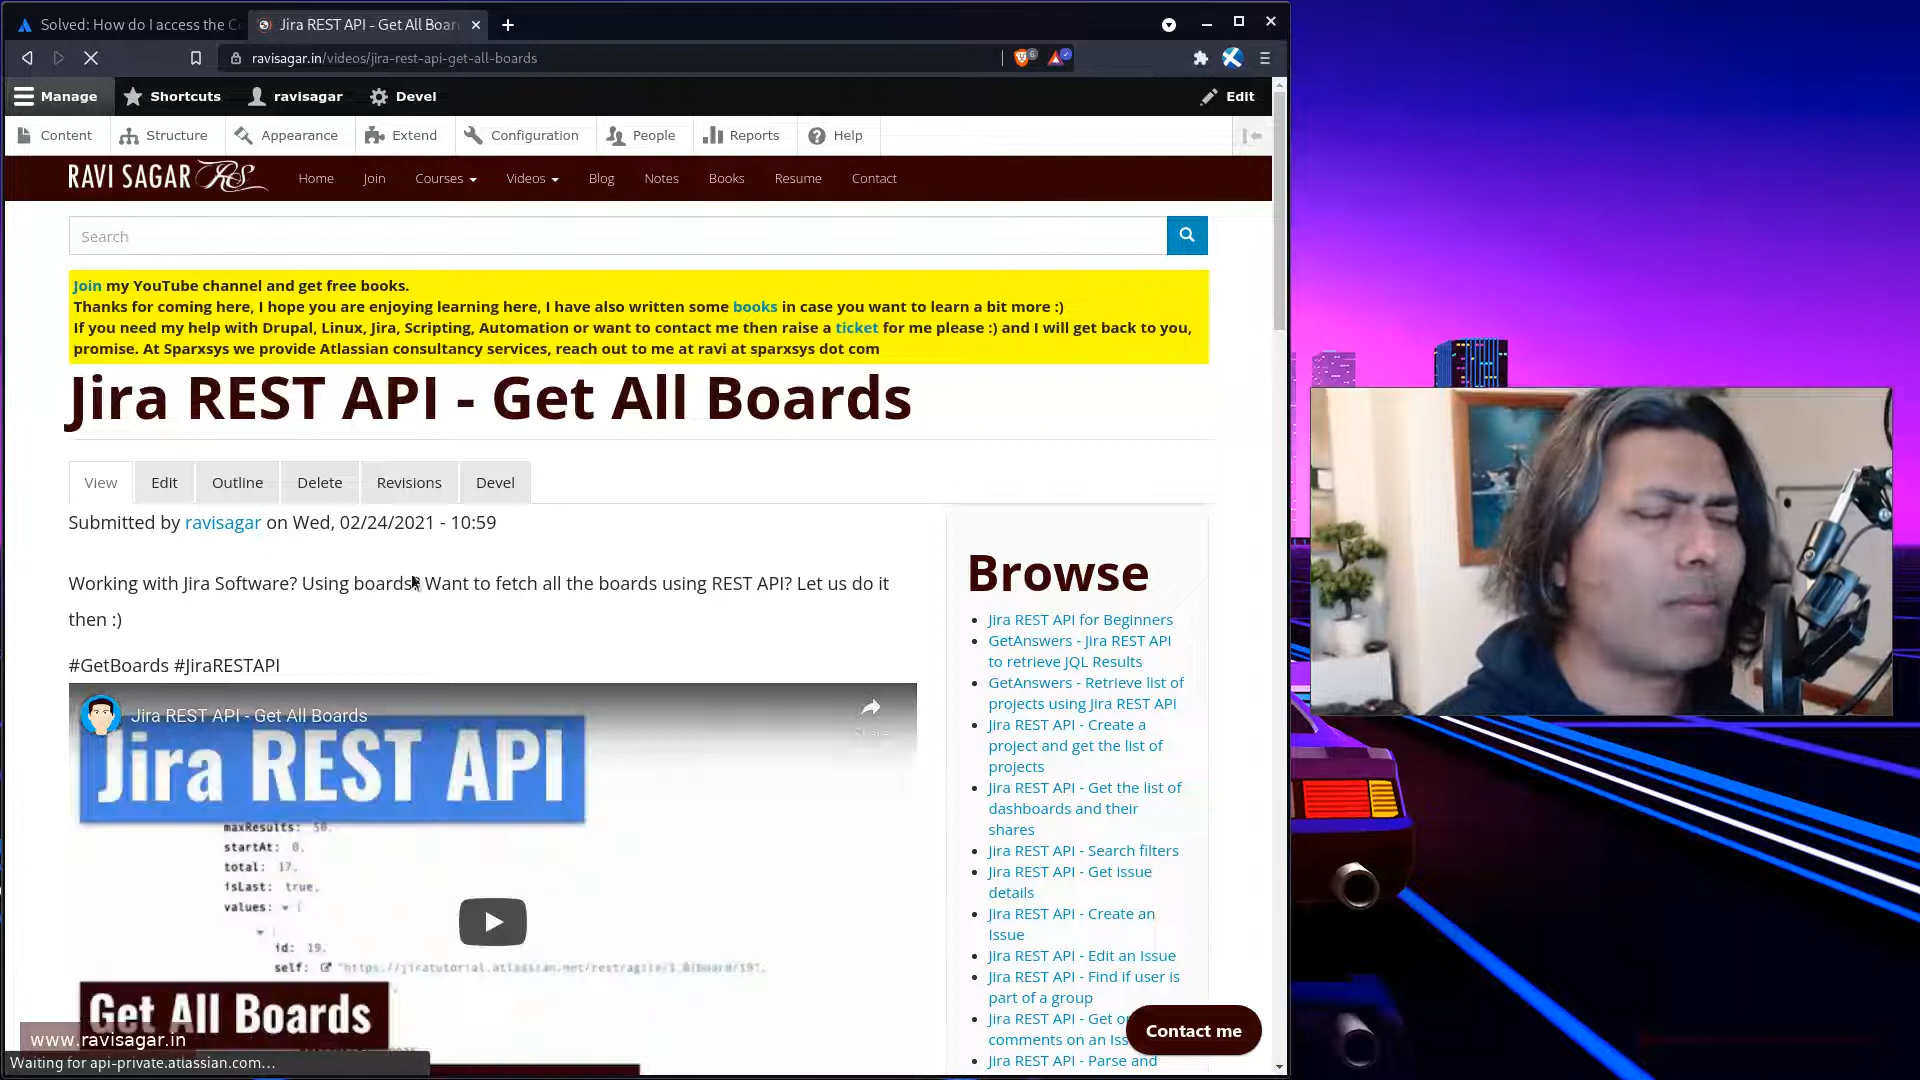 Solved: How do I access the C
Jira REST API - Get All Boar
ravisagar.in/videos/jira-rest-api-get-all-boards
Manage
Shortcuts
ravisagar
Devel
Edit
Content
Structure
Appearance
Extend
Configuration
People
Reports
Help
RAVI SAGAR RS
Home
Join
Courses
Videos
Blog
Notes
Books
Resume
Contact
Search
Join my YouTube channel and get free books.
Thanks for coming here, I hope you are enjoying learning here, I have also written some books in case you want to learn a bit more :)
If you need my help with Drupal, Linux, Jira, Scripting, Automation or want to contact me then raise a ticket for me please :) and I will get back to you,
promise. At Sparxsys we provide Atlassian consultancy services, reach out to me at ravi at sparxsys dot com
Jira REST API - Get All Boards
View
Edit
Outline
Delete
Revisions
Devel
Submitted by ravisagar on Wed, 02/24/2021 - 10:59
Working with Jira Software? Using boards? Want to fetch all the boards using REST API? Let us do it
then :)
#GetBoards #JiraRESTAPI
Jira REST API - Get All Boards
Share
Jira REST API
maxResults: 50,
startAt: 0,
total: 17,
isLast: true,
values: [
id: 19,
self: "https://jiratutorial.atlassian.net/rest/agile/1.0/board/19",
Get All Boards
www.ravisagar.in
Waiting for api-private.atlassian.com...
Browse
Jira REST API for Beginners
GetAnswers - Jira REST API
to retrieve JQL Results
GetAnswers - Retrieve list of
projects using Jira REST API
Jira REST API - Create a
project and get the list of
projects
Jira REST API - Get the list of
dashboards and their
shares
Jira REST API - Search filters
Jira REST API - Get issue
details
Jira REST API - Create an
Issue
Jira REST API - Edit an Issue
Jira REST API - Find if user is
part of a group
Jira REST API - Get
comments on an Iss
Jira REST API - Parse and
Contact me